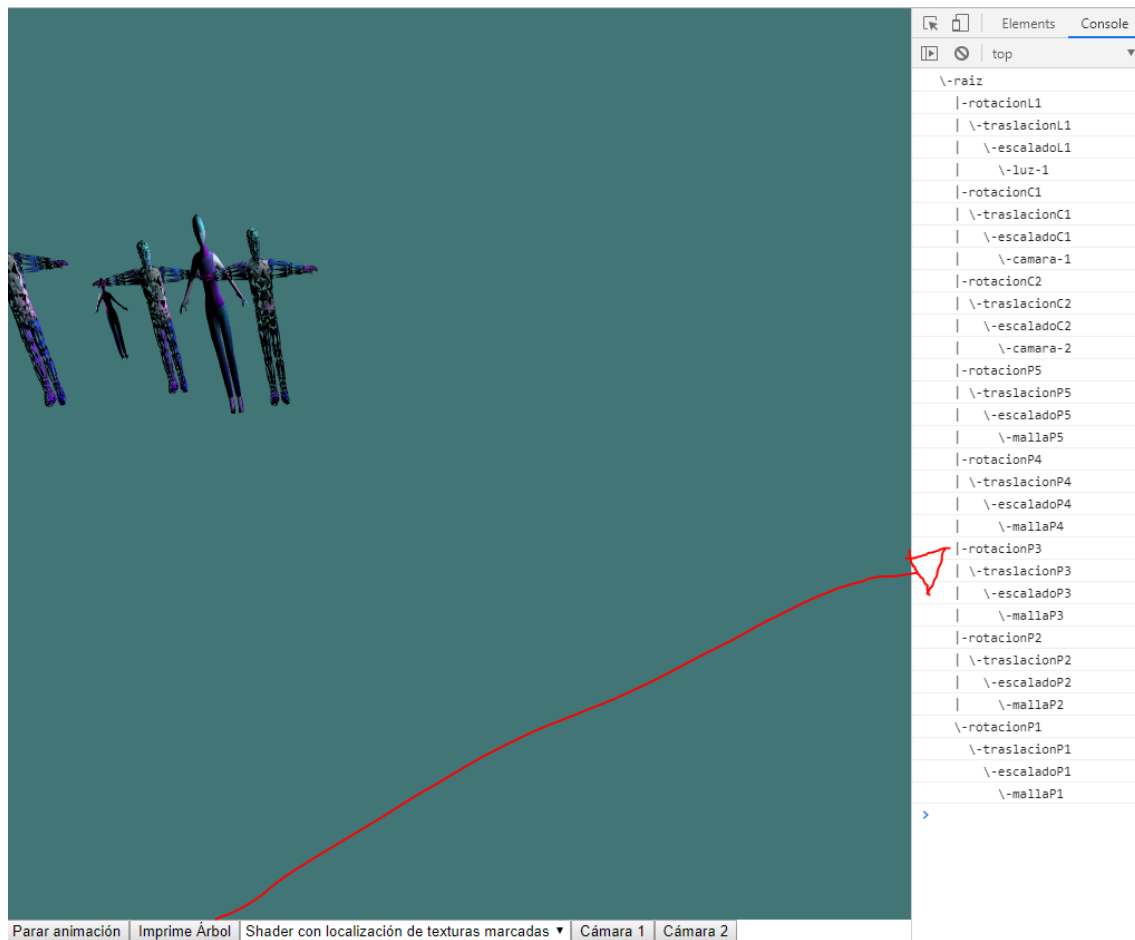 Elements Console
top
\-raiz
|-rotacionL1
| \-traslacionL1
|   \-escaladoL1
|     \-luz-1
|-rotacionC1
| \-traslacionC1
|   \-escaladoC1
|     \-camara-1
|-rotacionC2
| \-traslacionC2
|   \-escaladoC2
|     \-camara-2
|-rotacionP5
| \-traslacionP5
|   \-escaladoP5
|     \-mallaP5
|-rotacionP4
| \-traslacionP4
|   \-escaladoP4
|     \-mallaP4
|-rotacionP3
| \-traslacionP3
|   \-escaladoP3
|     \-mallaP3
|-rotacionP2
| \-traslacionP2
|   \-escaladoP2
|     \-mallaP2
\-rotacionP1
  \-traslacionP1
    \-escaladoP1
      \-mallaP1
Parar animación Imprime Árbol Shader con localización de texturas marcadas Cámara 1 Cámara 2